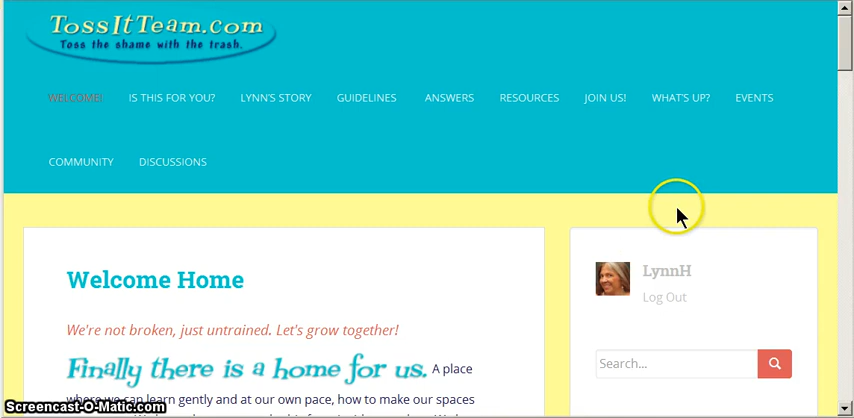 TossItTeam.com
Toss the shame with the trash.
WELCOME! IS THIS FOR YOU? LYNN'S STORY GUIDELINES ANSWERS RESOURCES JOIN US! WHAT'S UP? EVENTS
COMMUNITY DISCUSSIONS
Welcome Home
We're not broken, just untrained. Let's grow together!
Finally there is a home for us. A place
where we can learn gently and at our own pace, how to make our spaces
LynnH
Log Out
Search...
Screencast-O-Matic.com